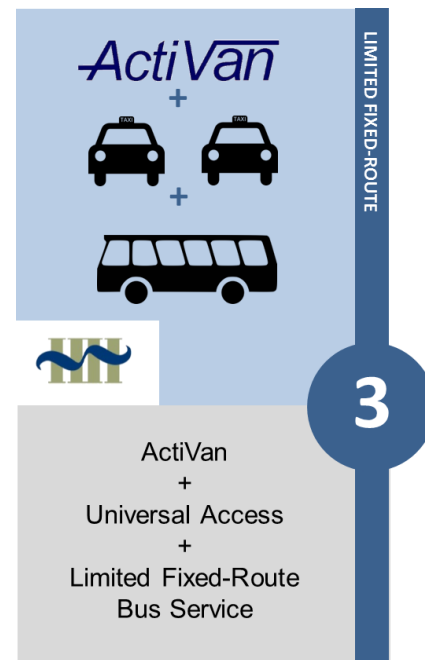 ActiVan
+
TAXI TAXI
+
LIMITED FIXED-ROUTE
3
ActiVan
+
Universal Access
+
Limited Fixed-Route
Bus Service